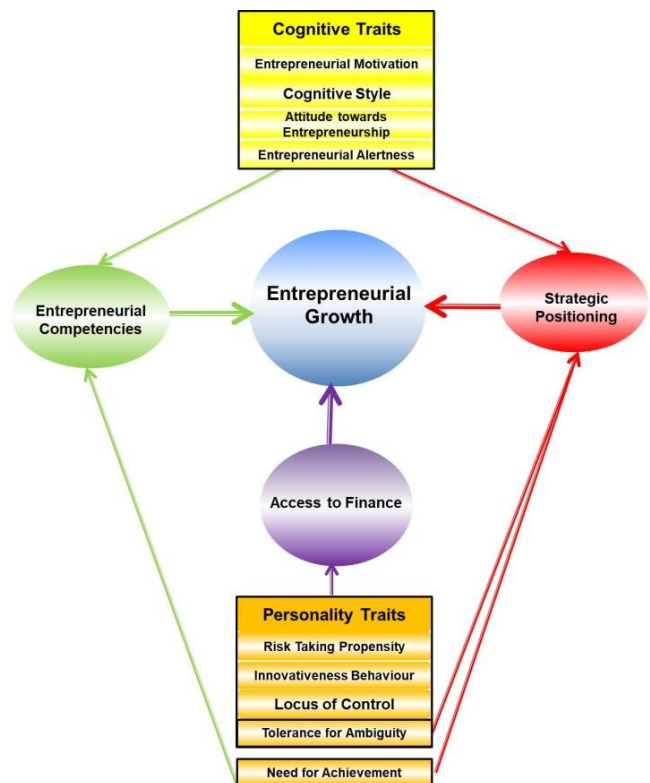 Cognitive Traits
Entrepreneurial Motivation
Cognitive Style
Attitude towards
Entrepreneurship
Entrepreneurial Alertness
Entrepreneurial
Competencies
Entrepreneurial
Growth
Strategic
Positioning
Access to Finance
Personality Traits
Risk Taking Propensity
Innovativeness Behaviour
Locus of Control
Tolerance for Ambiguity
Need for Achievement